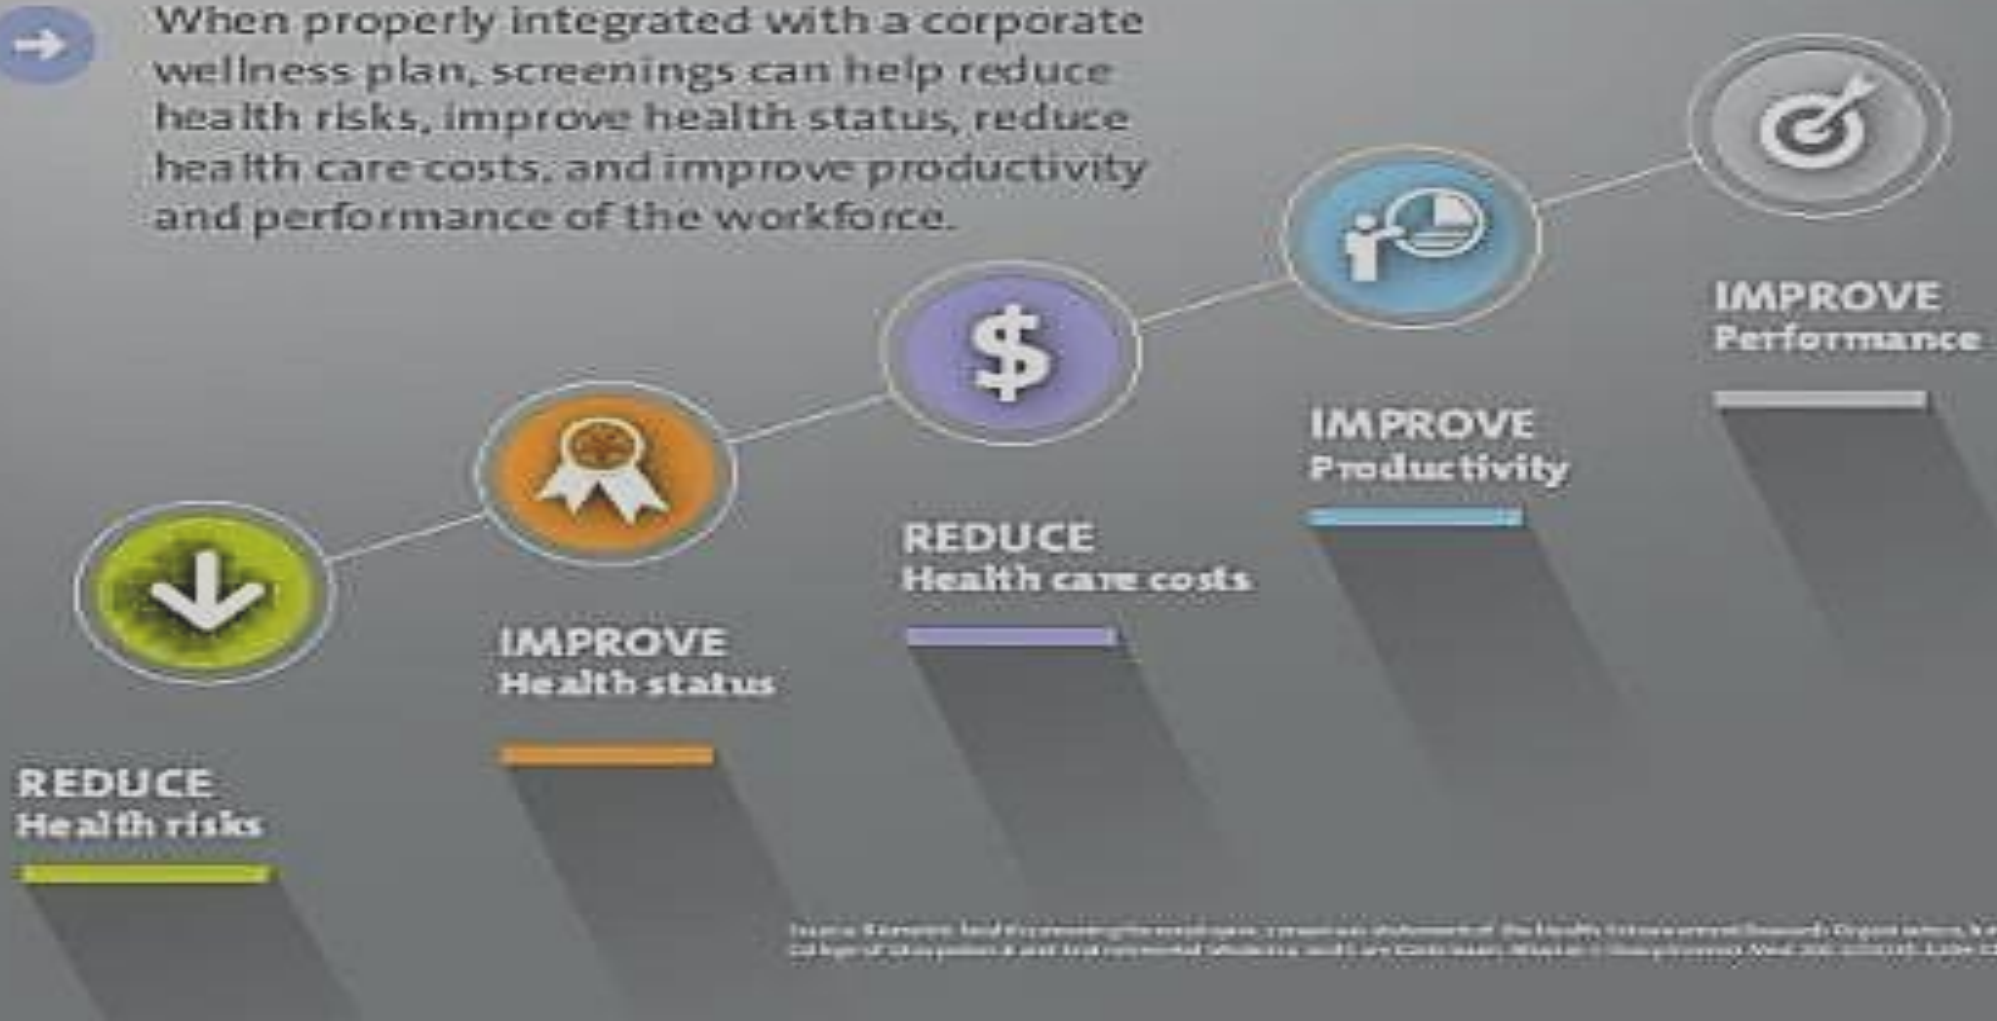 When properly integrated with a corporate
wellness plan, screenings can help reduce
health risks, improve health status, reduce
health care costs, and improve productivity
and performance of the workforce.
IMPROVE
Performance
IMPROVE
Productivity
REDUCE
Health care costs
IMPROVE
Health status
REDUCE
Health risks
$